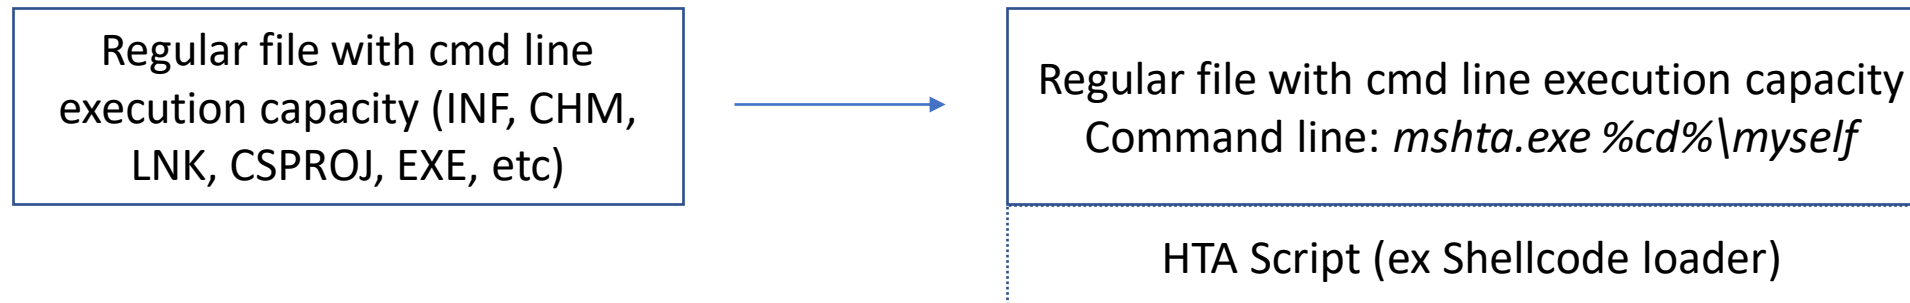 Regular file with cmd line
execution capacity (INF, CHM,
LNK, CSPROJ, EXE, etc)
Regular file with cmd line execution capacity
Command line: mshta.exe %cd%\myself
HTA Script (ex Shellcode loader)